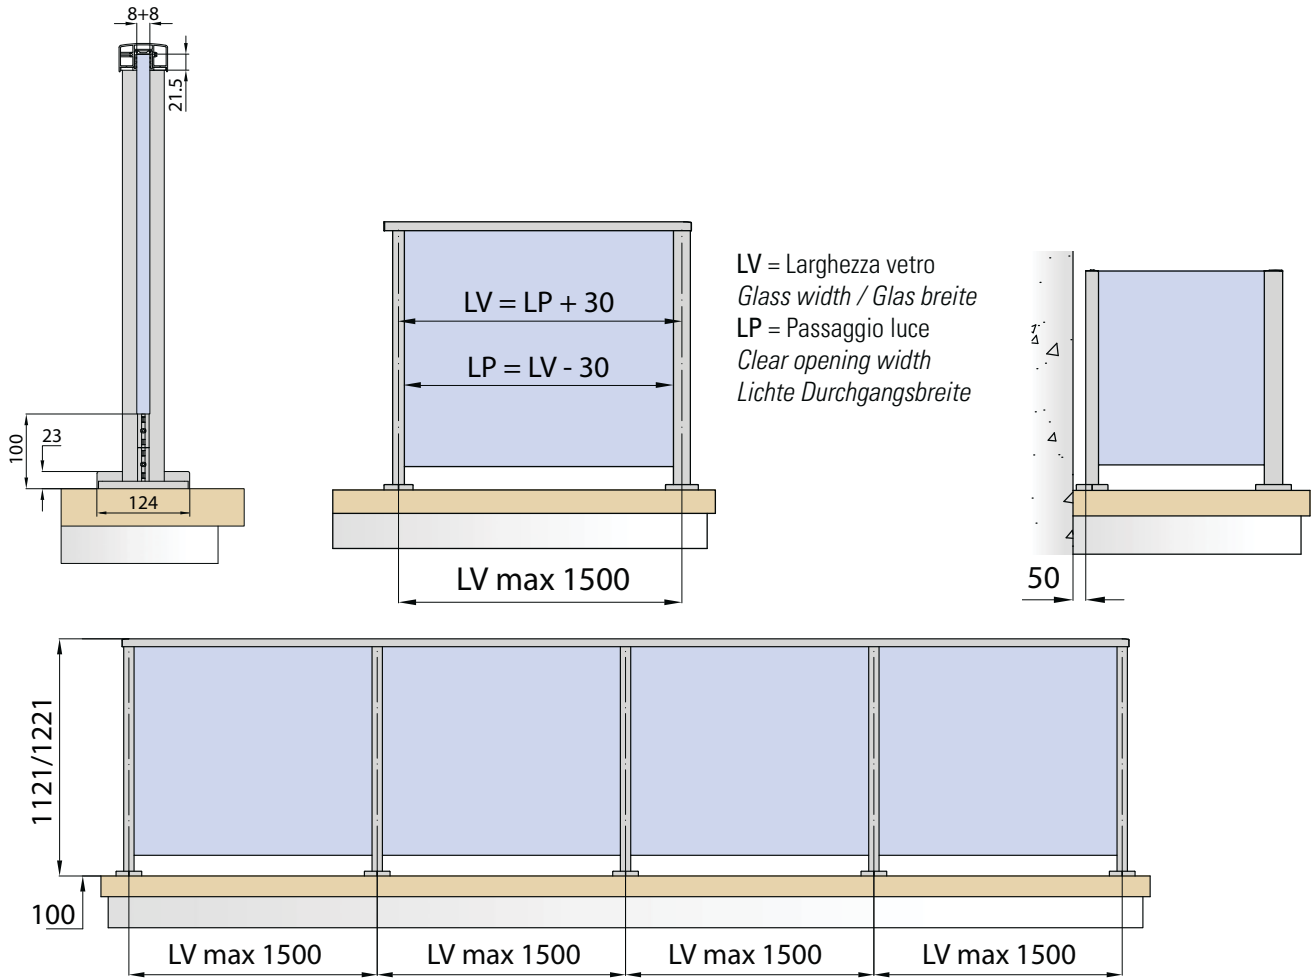 8+8
21.5
100
23
124
LV = LP + 30
LP = LV - 30
LV max 1500
LV = Larghezza vetro
Glass width / Glas breite
LP = Passaggio luce
Clear opening width
Lichte Durchgangsbreite
50
1121/1221
100
LV max 1500
LV max 1500
LV max 1500
LV max 1500